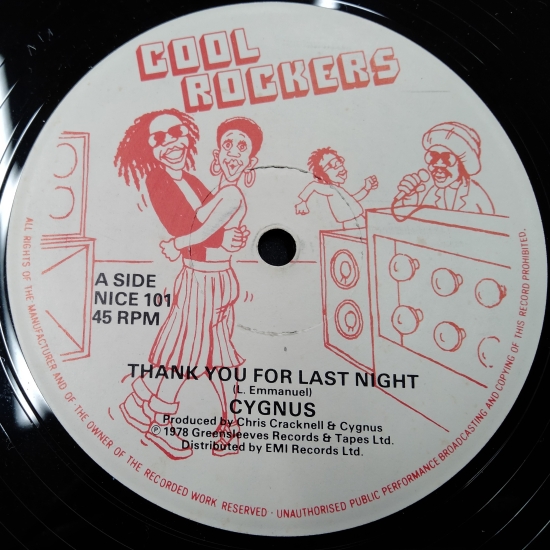 COOL
ROCKERS
A SIDE
NICE 101
45 RPM
THANK YOU FOR LAST NIGHT
(L. Emmanuel)
CYGNUS
Produced by Chris Cracknell & Cygnus
℗ 1978 Greensleeves Records & Tapes Ltd.
Distributed by EMI Records Ltd.
ALL RIGHTS OF THE MANUFACTURER AND OF THE OWNER OF THE RECORDED WORK RESERVED · UNAUTHORISED PUBLIC PERFORMANCE BROADCASTING AND COPYING OF THIS RECORD PROHIBITED.